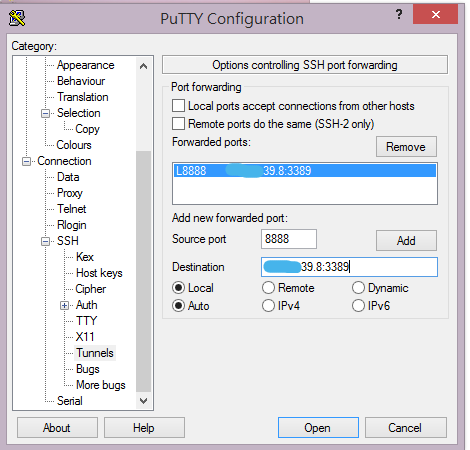 PuTTY Configuration
?
Category:
Appearance
Behaviour
Translation
Selection
Copy
Colours
Connection
Data
Proxy
Telnet
Rlogin
SSH
Kex
Host keys
Cipher
Auth
TTY
X11
Tunnels
Bugs
More bugs
Serial
Options controlling SSH port forwarding
Port forwarding
Local ports accept connections from other hosts
Remote ports do the same (SSH-2 only)
Forwarded ports:
Remove
L8888 39.8:3389
Add new forwarded port:
Source port 8888 Add
Destination 39.8:3389
Local Remote Dynamic
Auto IPv4 IPv6
About Help Open Cancel